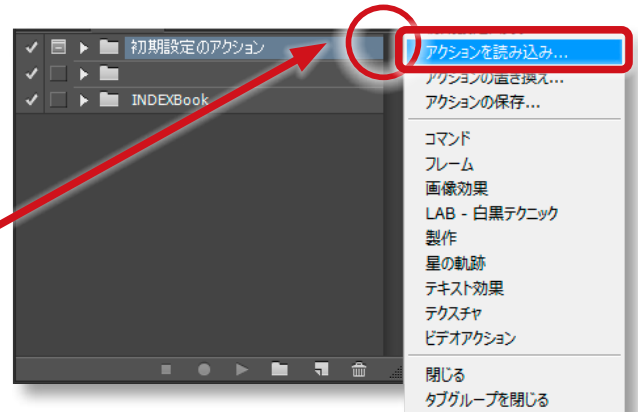 初期設定のアクション
INDEXBook
アクションを読み込み...
アクションの置き換え...
アクションの保存...
コマンド
フレーム
画像効果
LAB - 白黒テクニック
製作
星の軌跡
テキスト効果
テクスチャ
ビデオアクション
閉じる
タブグループを閉じる